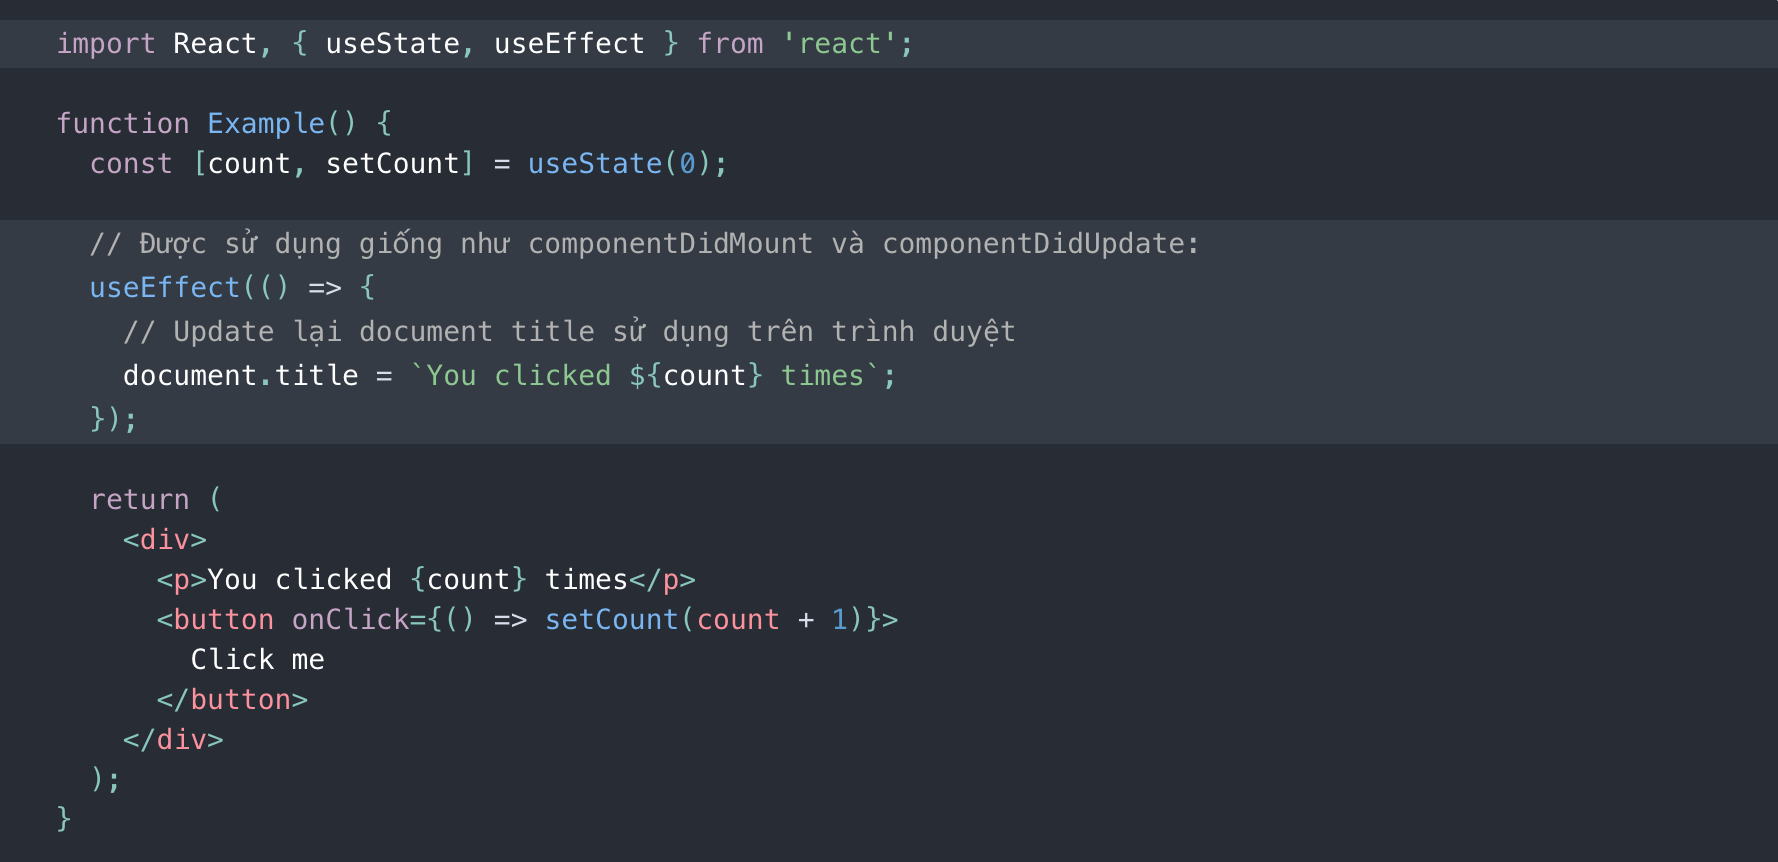 import React, { useState, useEffect } from 'react';
function Example() {
const [count, setCount] = useState(0);
// Được sử dụng giống như componentDidMount và componentDidUpdate:
useEffect(() => {
// Update lại document title sử dụng trên trình duyệt
document.title = `You clicked ${count} times`;
});
return (
<div>
<p>You clicked {count} times</p>
<button onClick={() => setCount(count + 1)}>
Click me
</button>
</div>
);
}